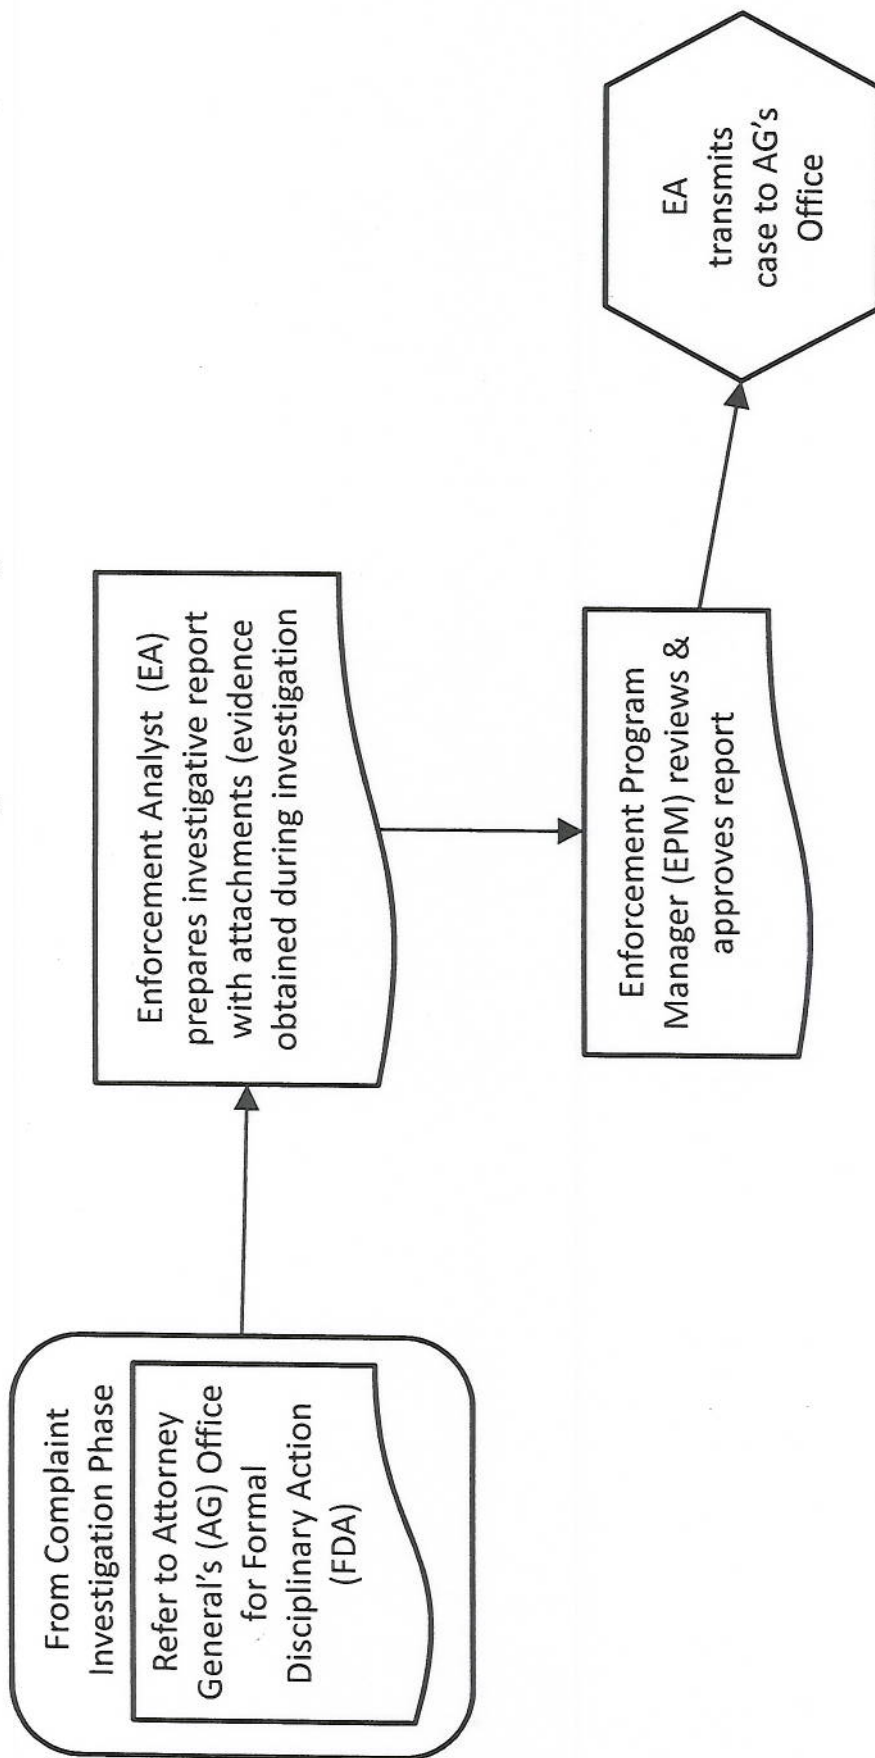 From Complaint
Investigation Phase
Refer to Attorney
General's (AG) Office
for Formal
Disciplinary Action
(FDA)
Enforcement Analyst (EA)
prepares investigative report
with attachments (evidence
obtained during investigation
Enforcement Program
Manager (EPM) reviews &
approves report
EA
transmits
case to AG's
Office